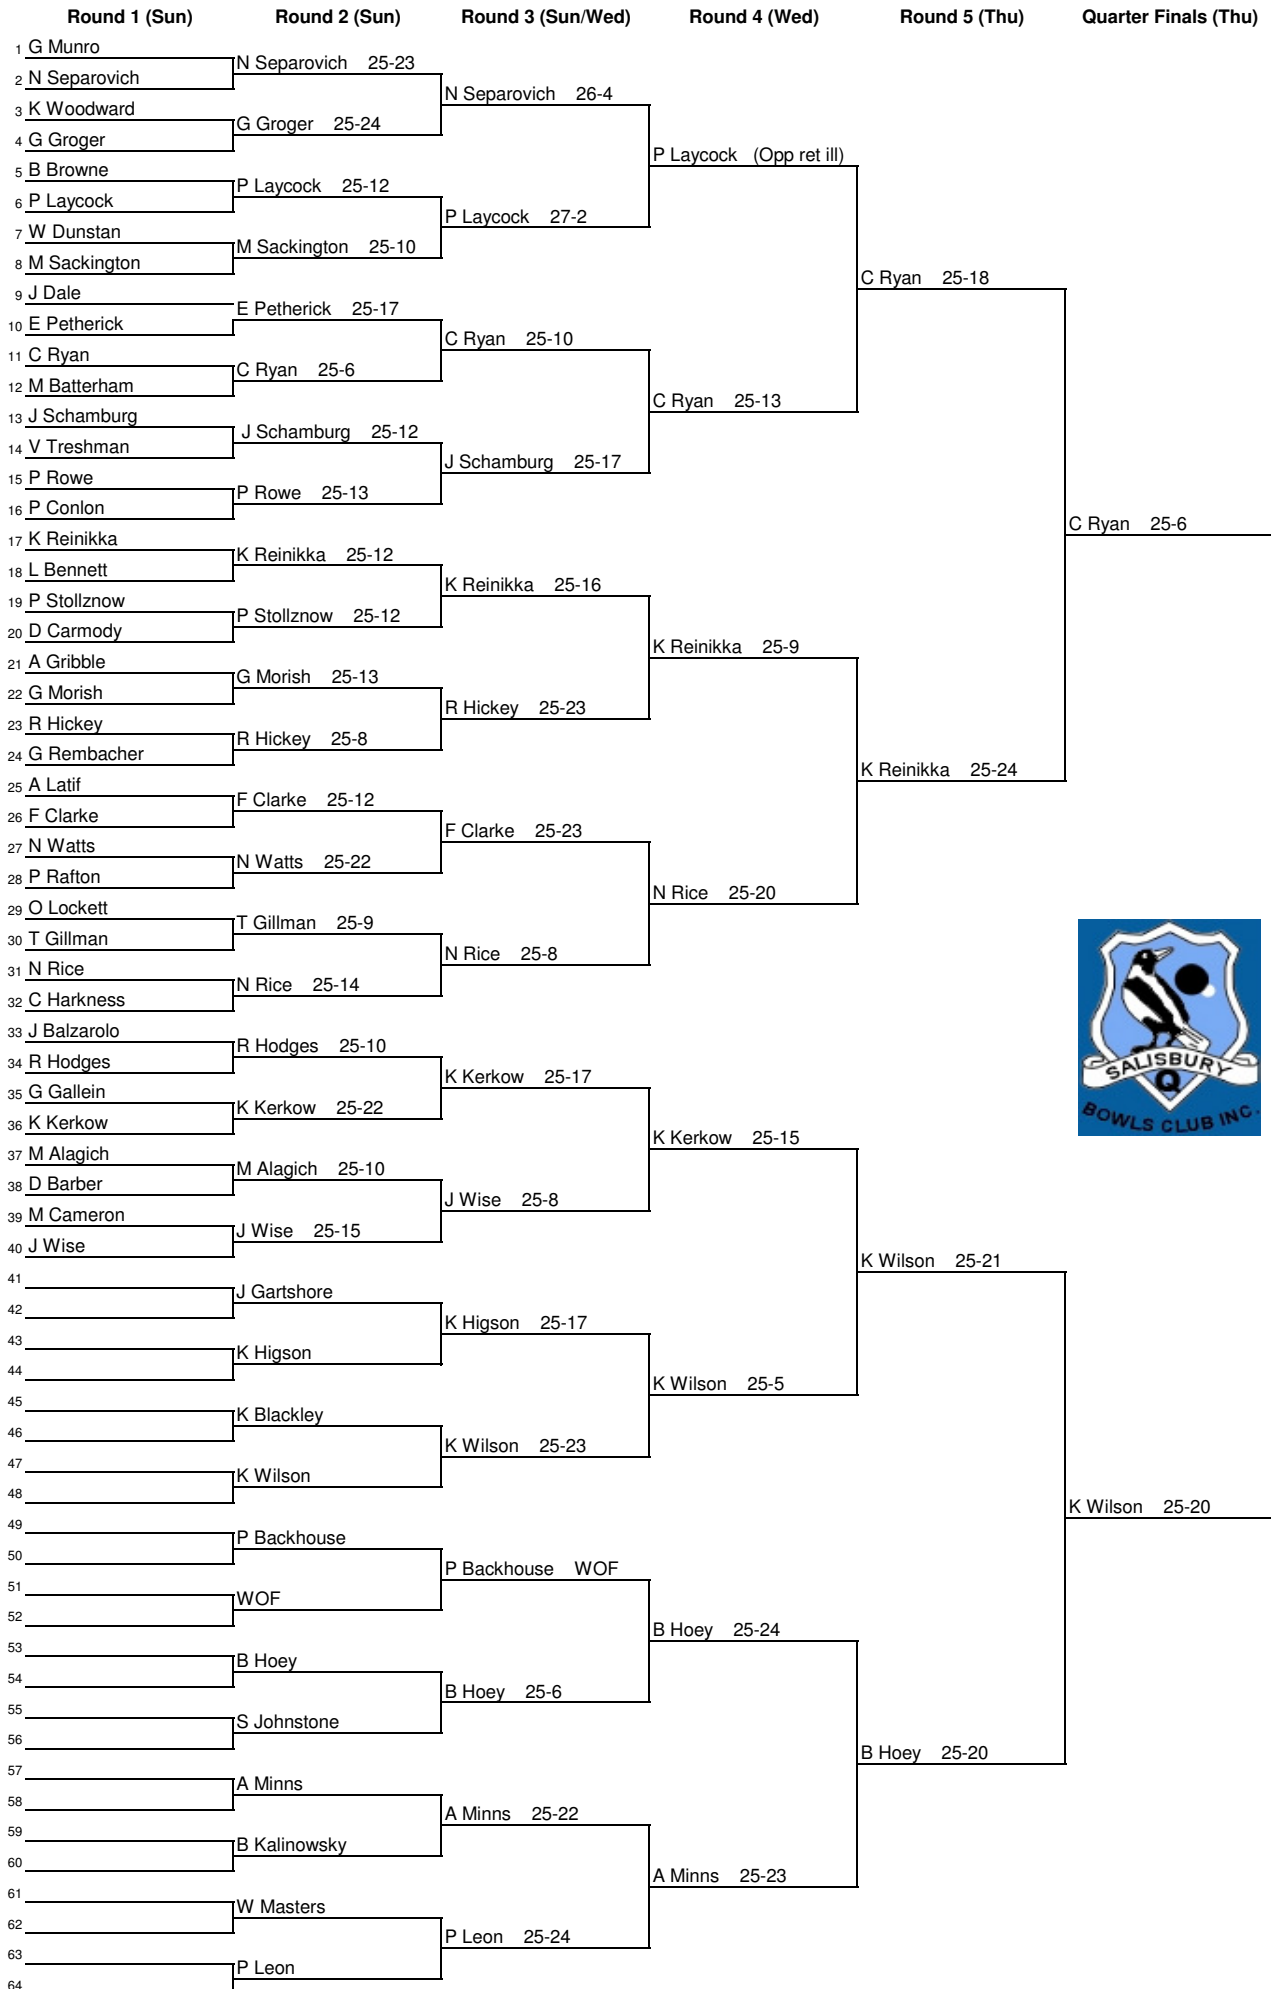 Round 1 (Sun) Round 2 (Sun) Round 3 (Sun/Wed) Round 4 (Wed) Round 5 (Thu) Quarter Finals (Thu)
1 G Munro
N Separovich 25-23
2 N Separovich
N Separovich 26-4
3 K Woodward
G Groger 25-24
4 G Groger
P Laycock (Opp ret ill)
5 B Browne
P Laycock 25-12
6 P Laycock
P Laycock 27-2
7 W Dunstan
M Sackington 25-10
8 M Sackington
C Ryan 25-18
9 J Dale
E Petherick 25-17
10 E Petherick
C Ryan 25-10
11 C Ryan
C Ryan 25-6
12 M Batterham
C Ryan 25-13
13 J Schamburg
J Schamburg 25-12
14 V Treshman
J Schamburg 25-17
15 P Rowe
P Rowe 25-13
16 P Conlon
C Ryan 25-6
17 K Reinikka
K Reinikka 25-12
18 L Bennett
K Reinikka 25-16
19 P Stollznow
P Stollznow 25-12
20 D Carmody
K Reinikka 25-9
21 A Gribble
G Morish 25-13
22 G Morish
R Hickey 25-23
23 R Hickey
R Hickey 25-8
24 G Rembacher
K Reinikka 25-24
25 A Latif
F Clarke 25-12
26 F Clarke
F Clarke 25-23
27 N Watts
N Watts 25-22
28 P Rafton
N Rice 25-20
29 O Lockett
T Gillman 25-9
30 T Gillman
N Rice 25-8
31 N Rice
N Rice 25-14
32 C Harkness
33 J Balzarolo
R Hodges 25-10
34 R Hodges
K Kerkow 25-17
35 G Gallein
K Kerkow 25-22
36 K Kerkow
SALISBURY
Q
BOWLS CLUB INC.
K Kerkow 25-15
37 M Alagich
M Alagich 25-10
38 D Barber
J Wise 25-8
39 M Cameron
J Wise 25-15
40 J Wise
K Wilson 25-21
41
J Gartshore
42
K Higson 25-17
43
K Higson
44
K Wilson 25-5
45
K Blackley
46
K Wilson 25-23
47
K Wilson
48
K Wilson 25-20
49
P Backhouse
50
P Backhouse WOF
51
WOF
52
B Hoey 25-24
53
B Hoey
54
B Hoey 25-6
55
S Johnstone
56
B Hoey 25-20
57
A Minns
58
A Minns 25-22
59
B Kalinowsky
60
A Minns 25-23
61
W Masters
62
P Leon 25-24
63
P Leon
64